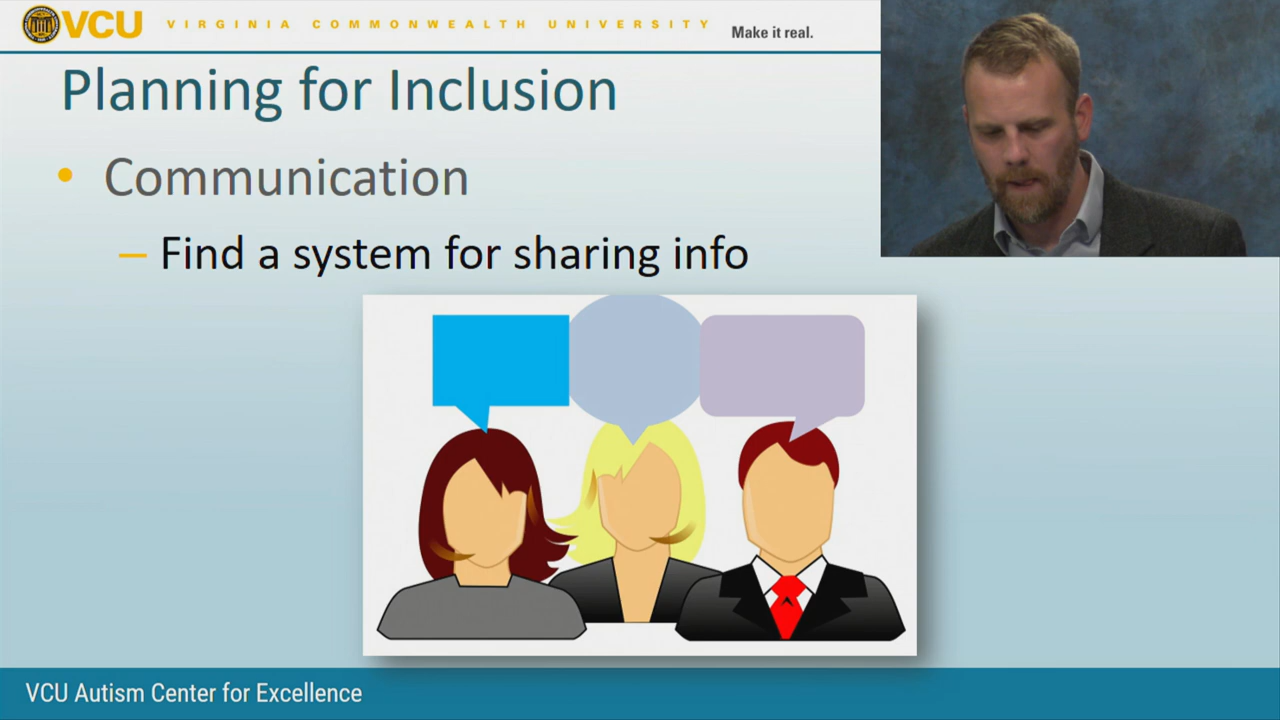 VCU VIRGINIA COMMONWEALTH UNIVERSITY Make it real.
Planning for Inclusion
• Communication
– Find a system for sharing info
VCU Autism Center for Excellence